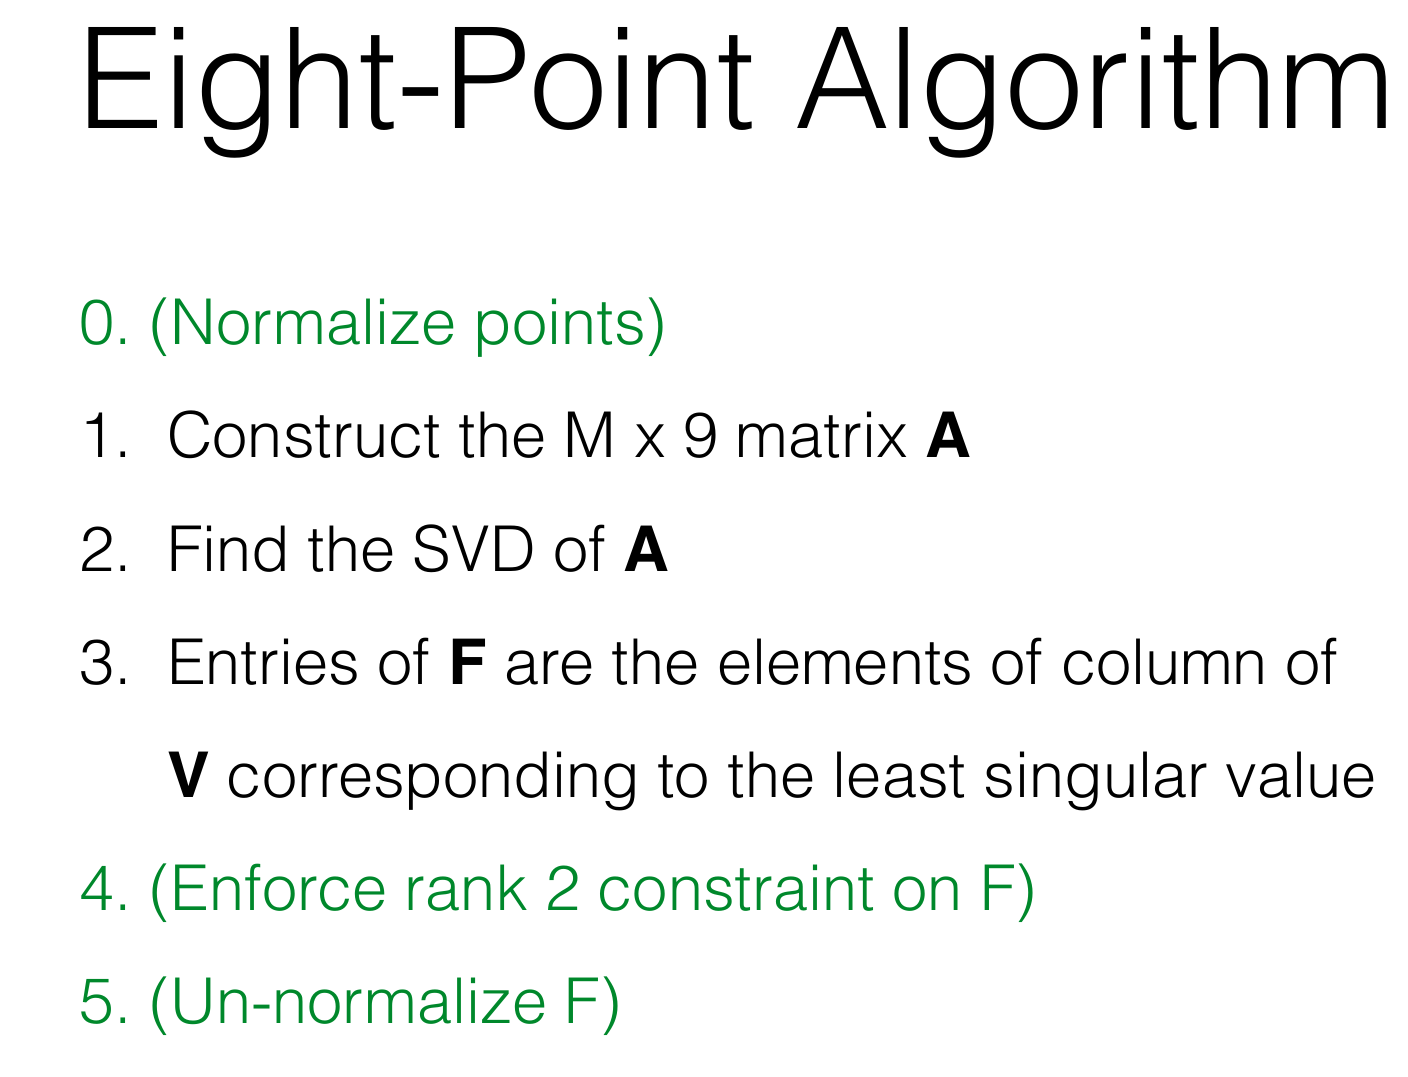 Eight-Point Algorithm
0. (Normalize points)
1. Construct the M x 9 matrix A
2. Find the SVD of A
3. Entries of F are the elements of column of
V corresponding to the least singular value
4. (Enforce rank 2 constraint on F)
5. (Un-normalize F)